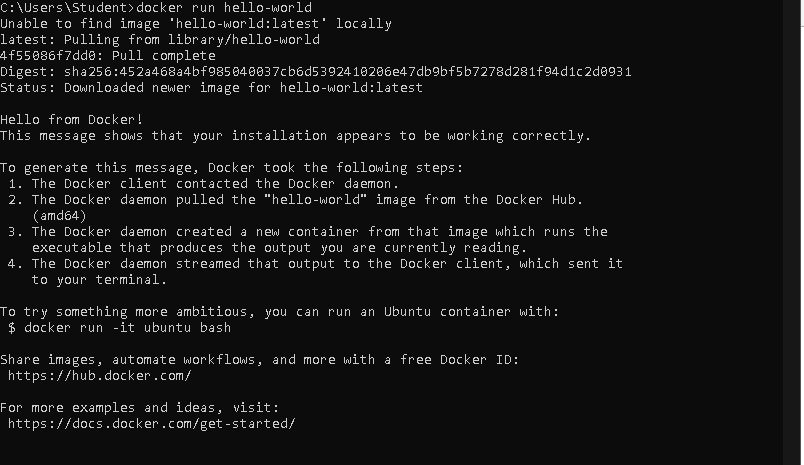 C:\Users\Student>docker run hello-world
Unable to find image 'hello-world:latest' locally
latest: Pulling from library/hello-world
4f55086f7dd0: Pull complete
Digest: sha256:452a468a4bf985040037cb6d5392410206e47db9bf5b7278d281f94d1c2d0931
Status: Downloaded newer image for hello-world:latest

Hello from Docker!
This message shows that your installation appears to be working correctly.

To generate this message, Docker took the following steps:
 1. The Docker client contacted the Docker daemon.
 2. The Docker daemon pulled the "hello-world" image from the Docker Hub.
    (amd64)
 3. The Docker daemon created a new container from that image which runs the
    executable that produces the output you are currently reading.
 4. The Docker daemon streamed that output to the Docker client, which sent it
    to your terminal.

To try something more ambitious, you can run an Ubuntu container with:
 $ docker run -it ubuntu bash

Share images, automate workflows, and more with a free Docker ID:
 https://hub.docker.com/

For more examples and ideas, visit:
 https://docs.docker.com/get-started/